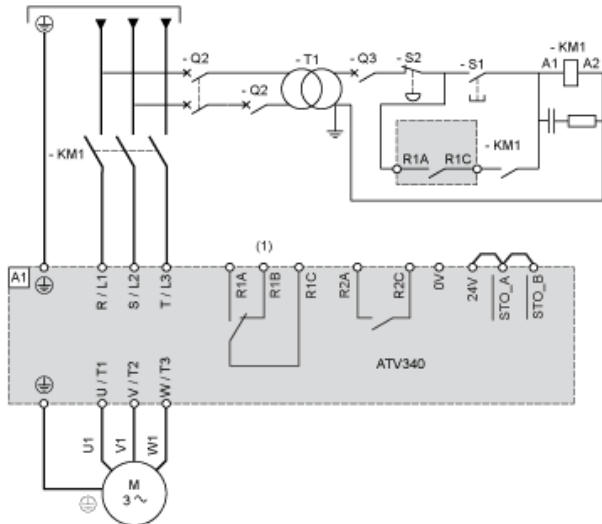 - Q2
- T1
- Q3
- S2
- S1
- KM1
A1
A2
- Q2
- KM1
R1A
R1C
- KM1
(1)
A1
R / L1
S / L2
T / L3
R1A
R1B
R1C
R2A
R2C
0V
24V
STO_A
STO_B
ATV340
U / T1
V / T2
W / T3
U1
V1
W1
M
3 ~